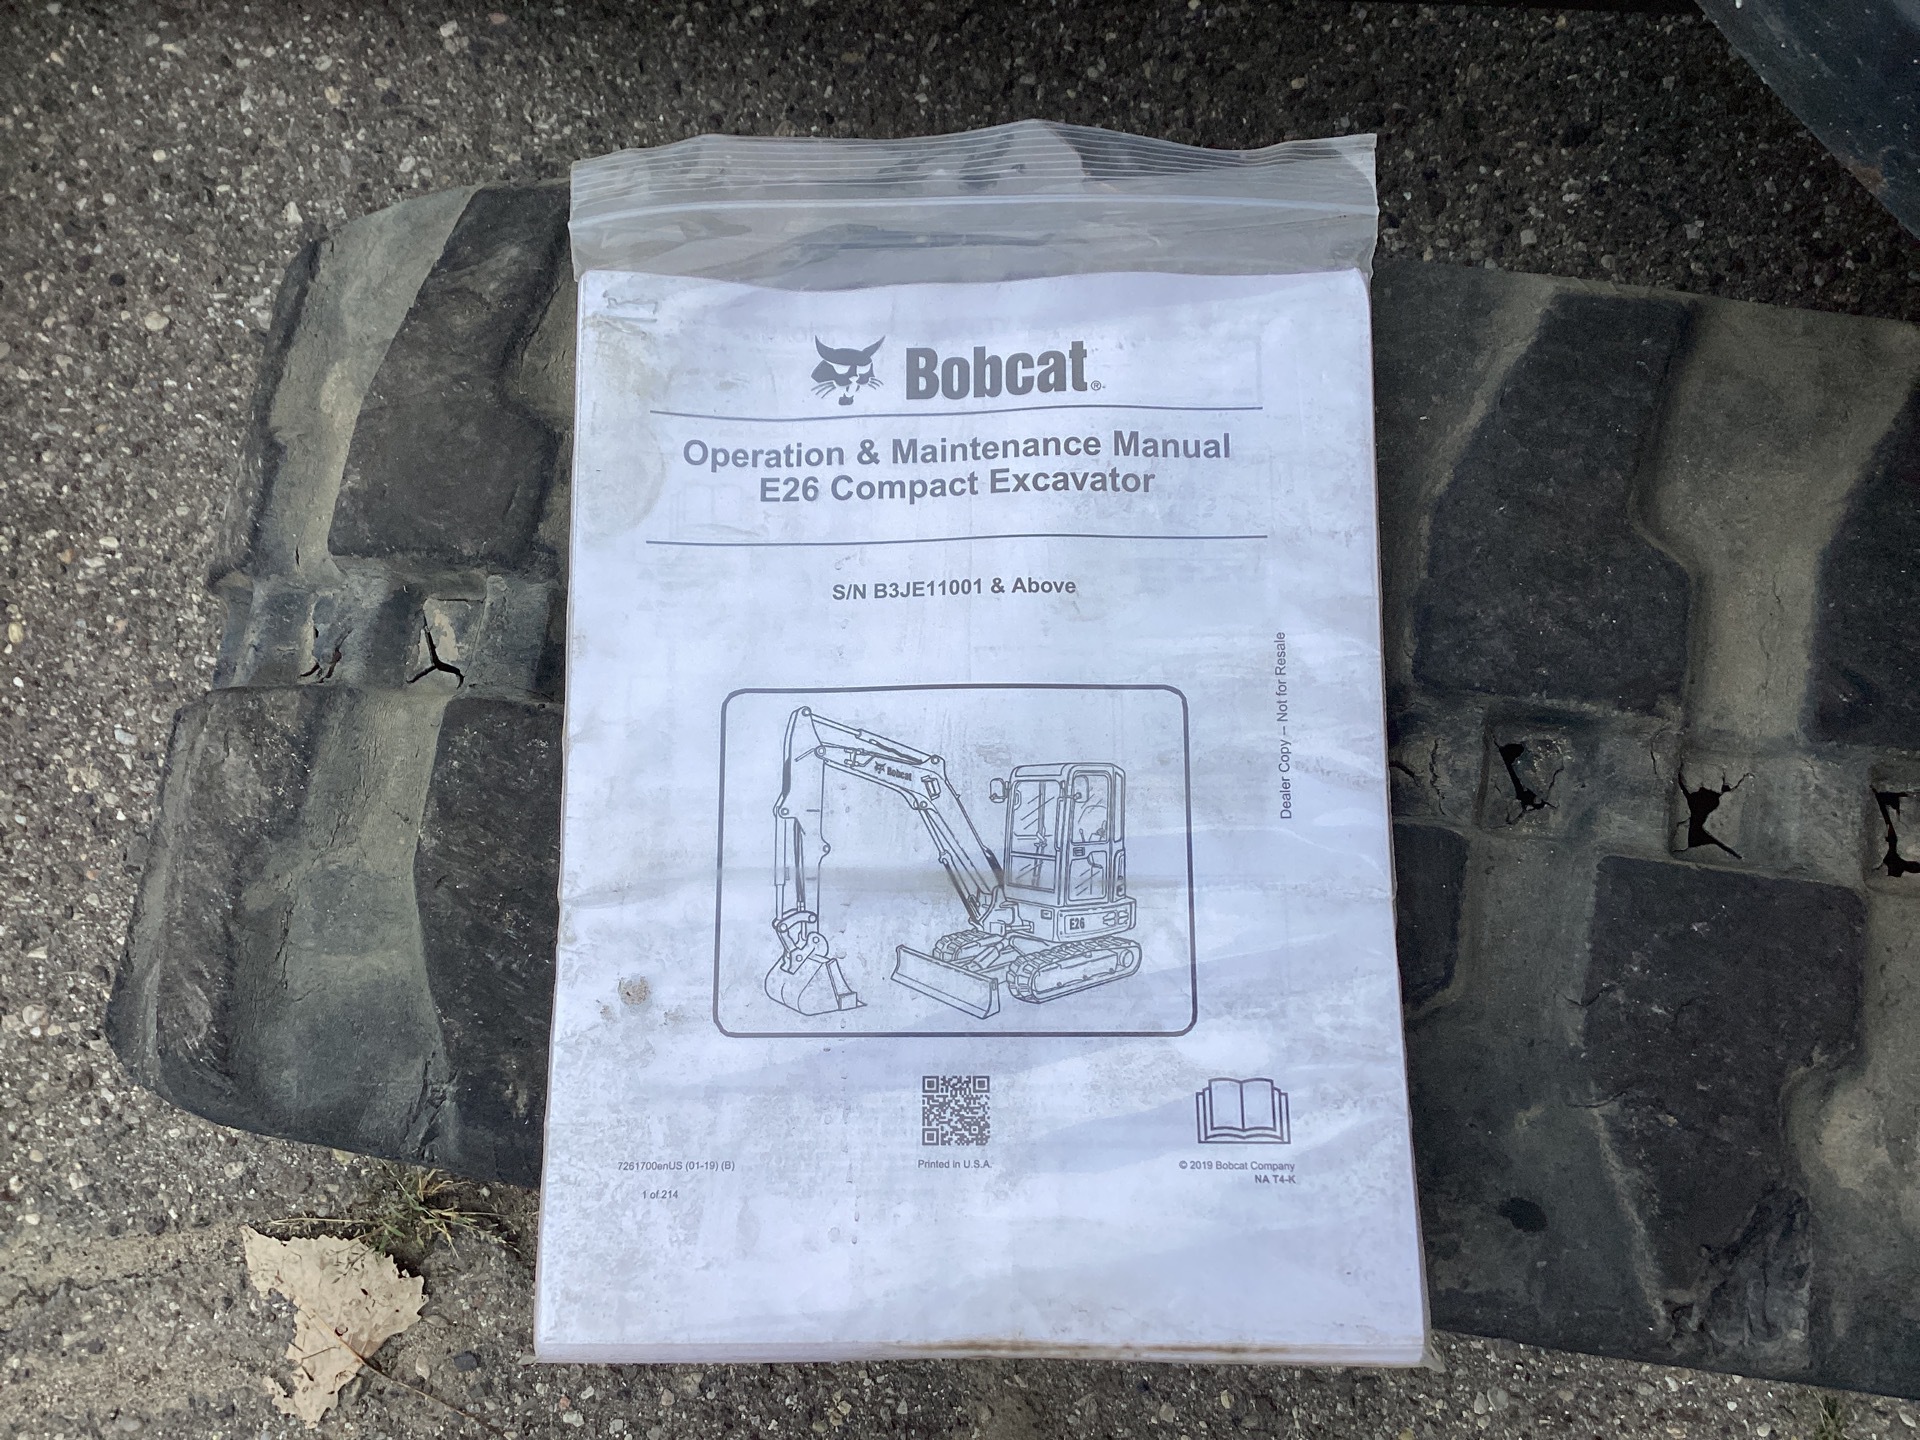 Bobcat®
Operation & Maintenance Manual
E26 Compact Excavator
S/N B3JE11001 & Above
Dealer Copy – Not for Resale
Bobcat
E26
7261700enUS (01-19) (B)
Printed in U.S.A.
© 2019 Bobcat Company
NA T4-K
1 of 214